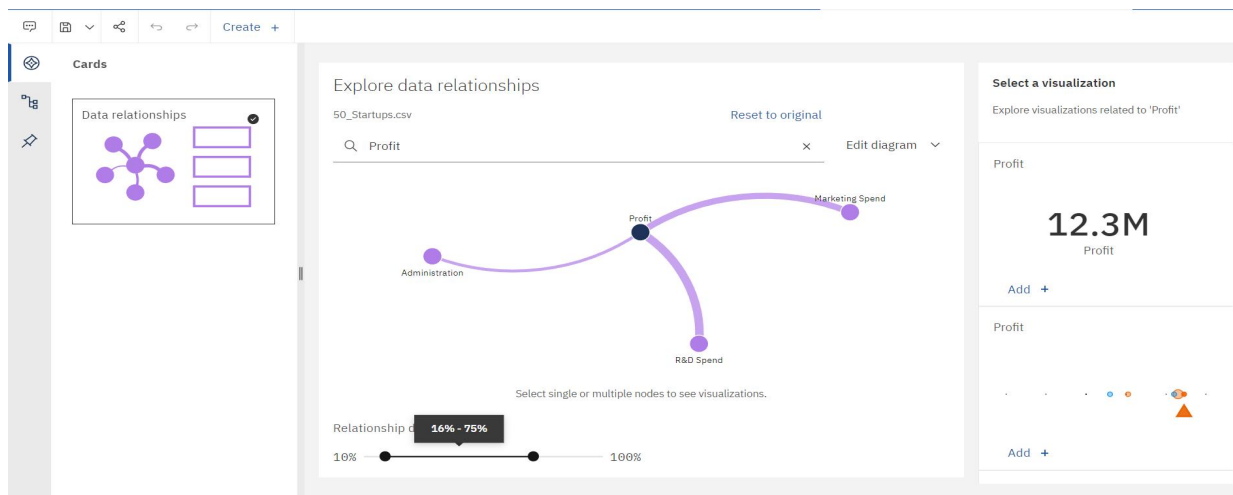 Create +
Cards
Data relationships
Explore data relationships
50_Startups.csv
Reset to original
Profit
Edit diagram
Marketing Spend
Profit
Administration
R&D Spend
Select single or multiple nodes to see visualizations.
Relationship d
16% - 75%
10%
100%
Select a visualization
Explore visualizations related to 'Profit'
Profit
12.3M
Profit
Add +
Profit
Add +